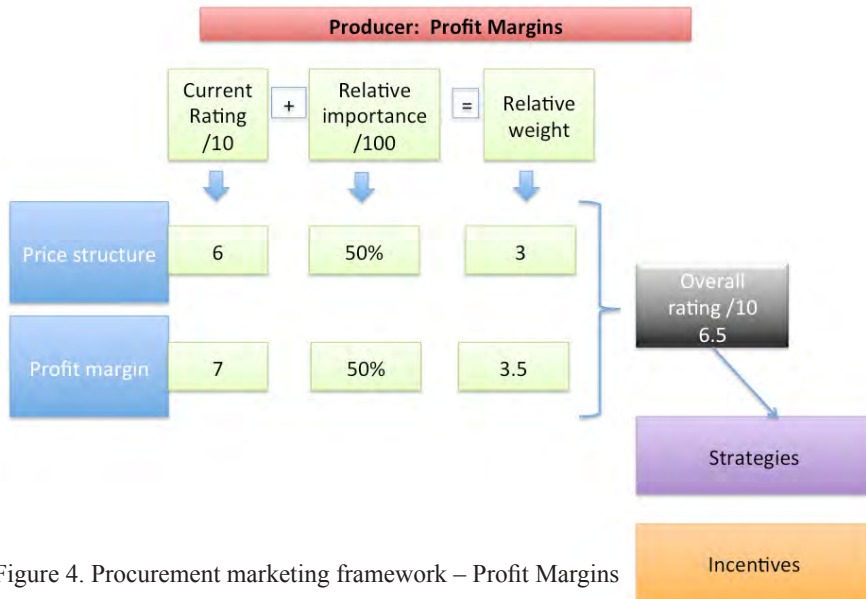 Producer: Profit Margins
Current
Rating
/10
+
Relative
importance
/100
=
Relative
weight
Price structure
6
50%
3
Overall
rating /10
6.5
Profit margin
7
50%
3.5
Strategies
Incentives
igure 4. Procurement marketing framework – Profit Margins